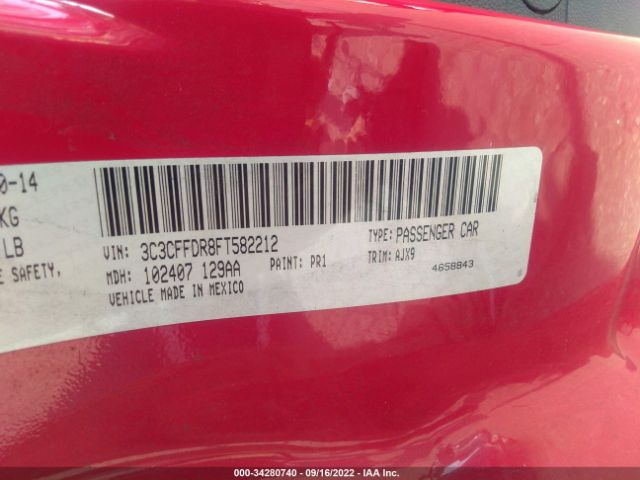 0-14
KG
LB
E SAFETY,
VIN: 3C3CFFDR8FT582212
TYPE: PASSENGER CAR
MDH: 102407 129AA
PAINT: PR1
TRIM: AJX9
VEHICLE MADE IN MEXICO
4658843
000-34280740 - 09/16/2022 - IAA Inc.